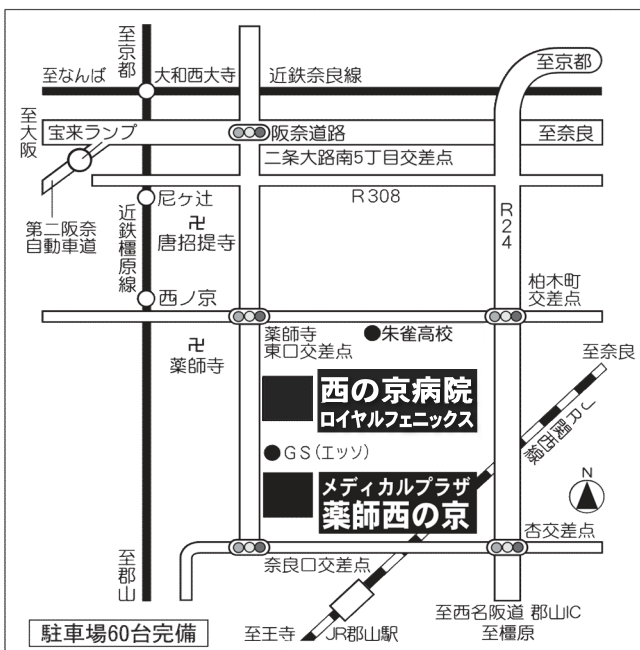 至京都
至なんば
大和西大寺
近鉄奈良線
至京都
至大阪
宝来ランプ
阪奈道路
至奈良
二条大路南5丁目交差点
尼ヶ辻
R308
R24
第二阪奈
自動車道
近鉄橿原線
卍
唐招提寺
西ノ京
柏木町
交差点
薬師寺
東口交差点
朱雀高校
卍
薬師寺
至奈良
西の京病院
ロイヤルフェニックス
JR関西線
GS(エッソ)
メディカルプラザ
薬師西の京
N
杏交差点
奈良口交差点
至郡山
至西名阪道 郡山IC
至橿原
駐車場60台完備
至王寺
JR郡山駅